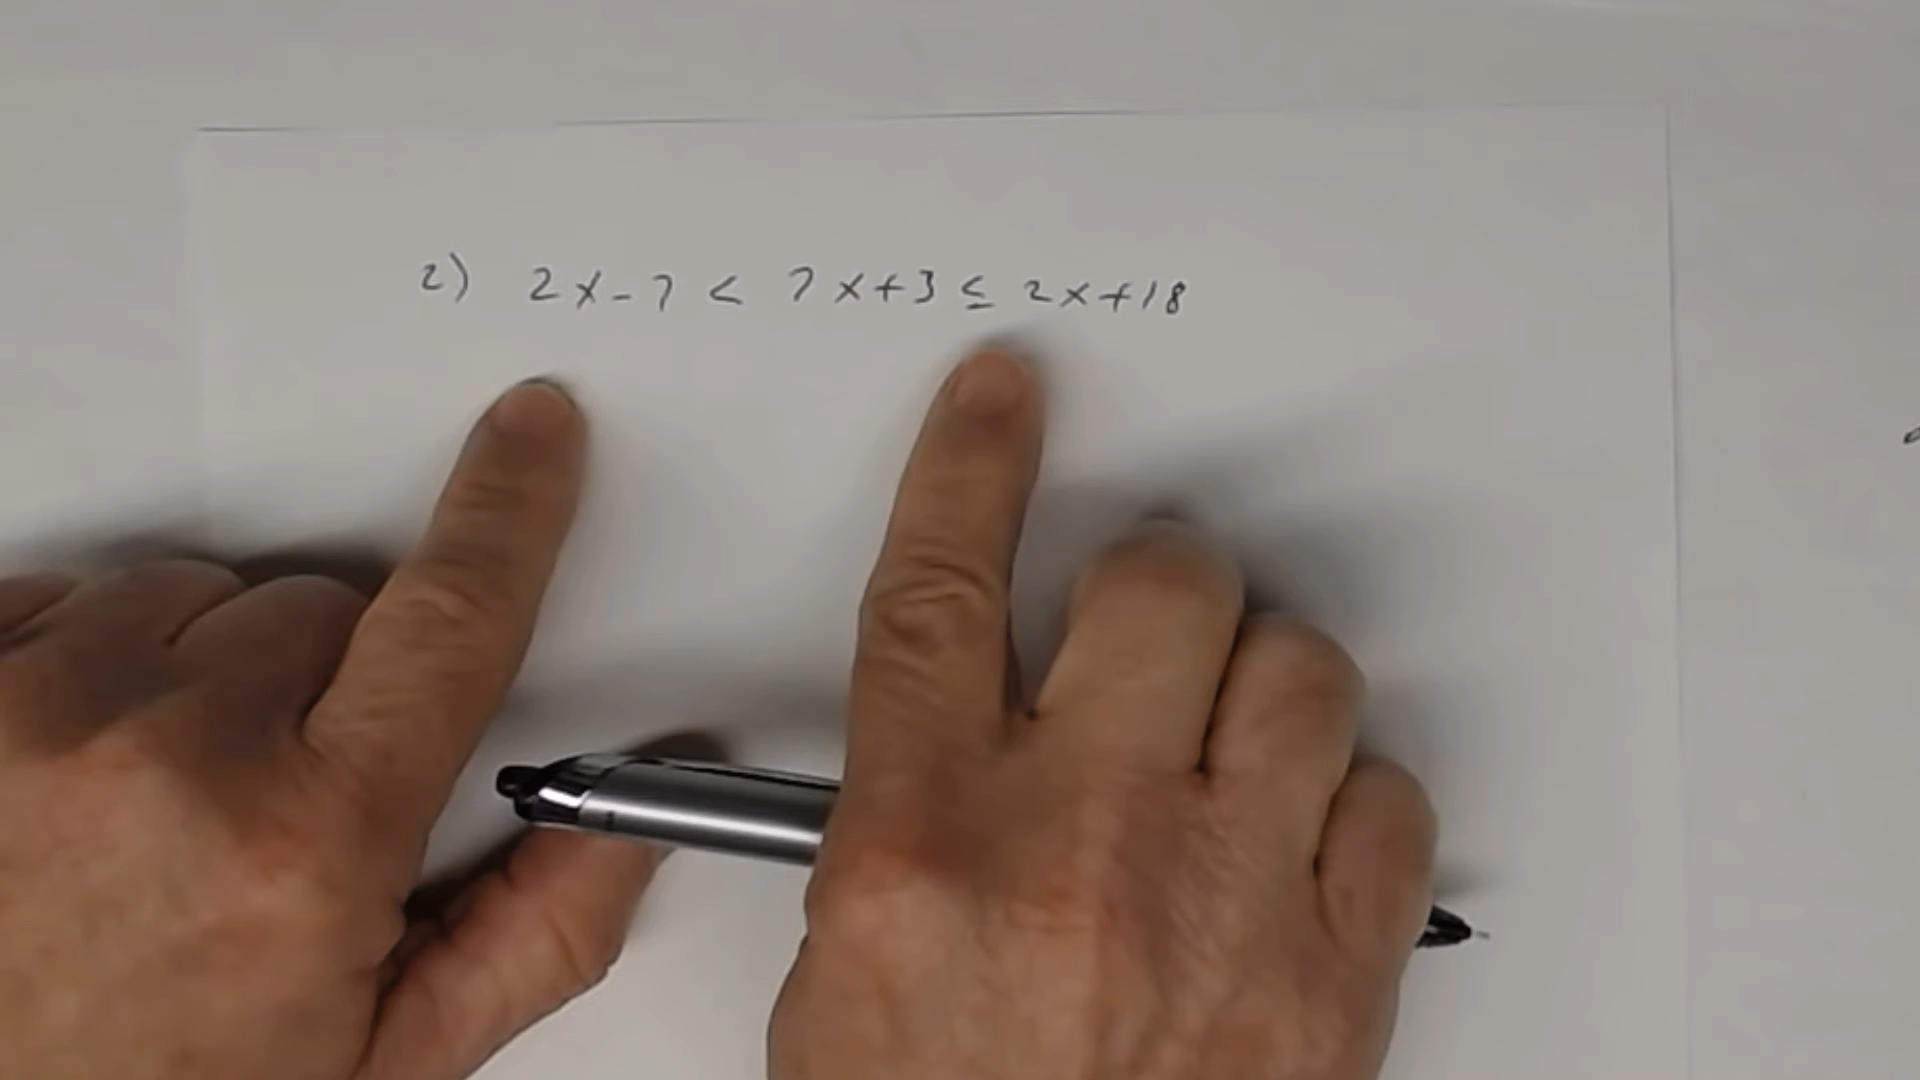 2) 2x-7 < 7x+3 ≤ 2x+18